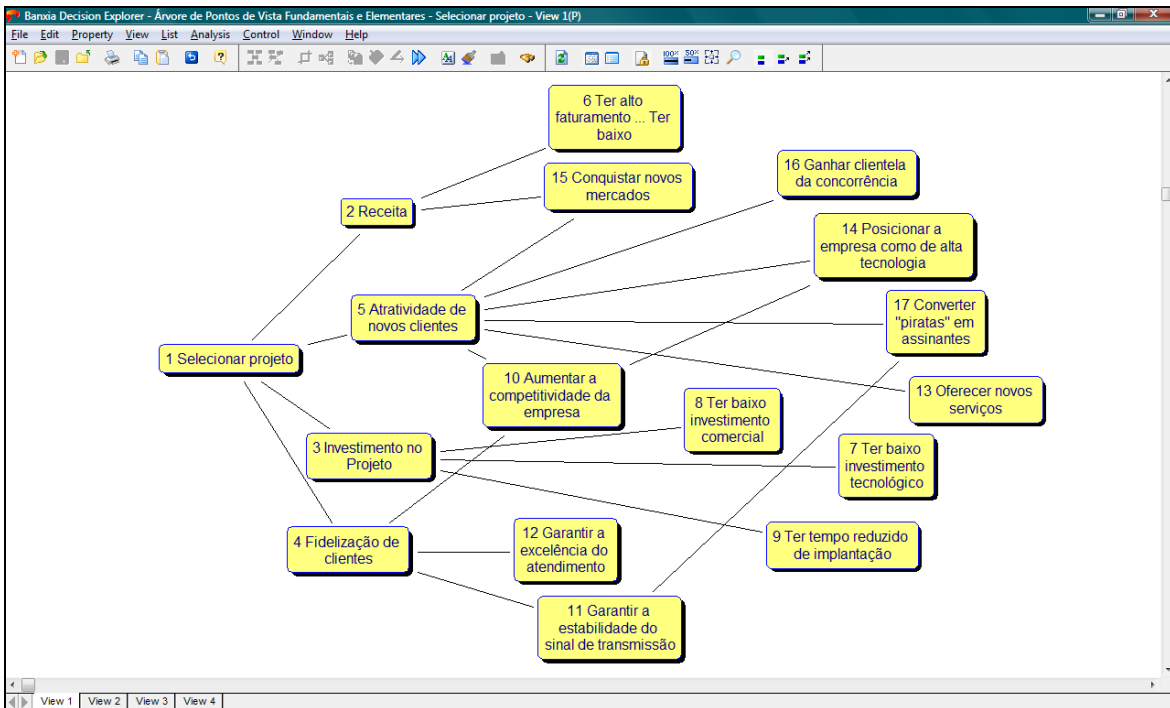 Banxia Decision Explorer - Árvore de Pontos de Vista Fundamentais e Elementares - Selecionar projeto - View 1(P)
File Edit Property View List Analysis Control Window Help
100% 50%
6 Ter alto
faturamento ... Ter
baixo
15 Conquistar novos
mercados
16 Ganhar clientela
da concorrência
2 Receita
14 Posicionar a
empresa como de alta
tecnologia
5 Atratividade de
novos clientes
17 Converter
"piratas" em
assinantes
1 Selecionar projeto
10 Aumentar a
competitividade da
empresa
13 Oferecer novos
serviços
8 Ter baixo
investimento
comercial
3 Investimento no
Projeto
7 Ter baixo
investimento
tecnológico
4 Fidelização de
clientes
12 Garantir a
excelência do
atendimento
9 Ter tempo reduzido
de implantação
11 Garantir a
estabilidade do
sinal de transmissão
View 1 View 2 View 3 View 4